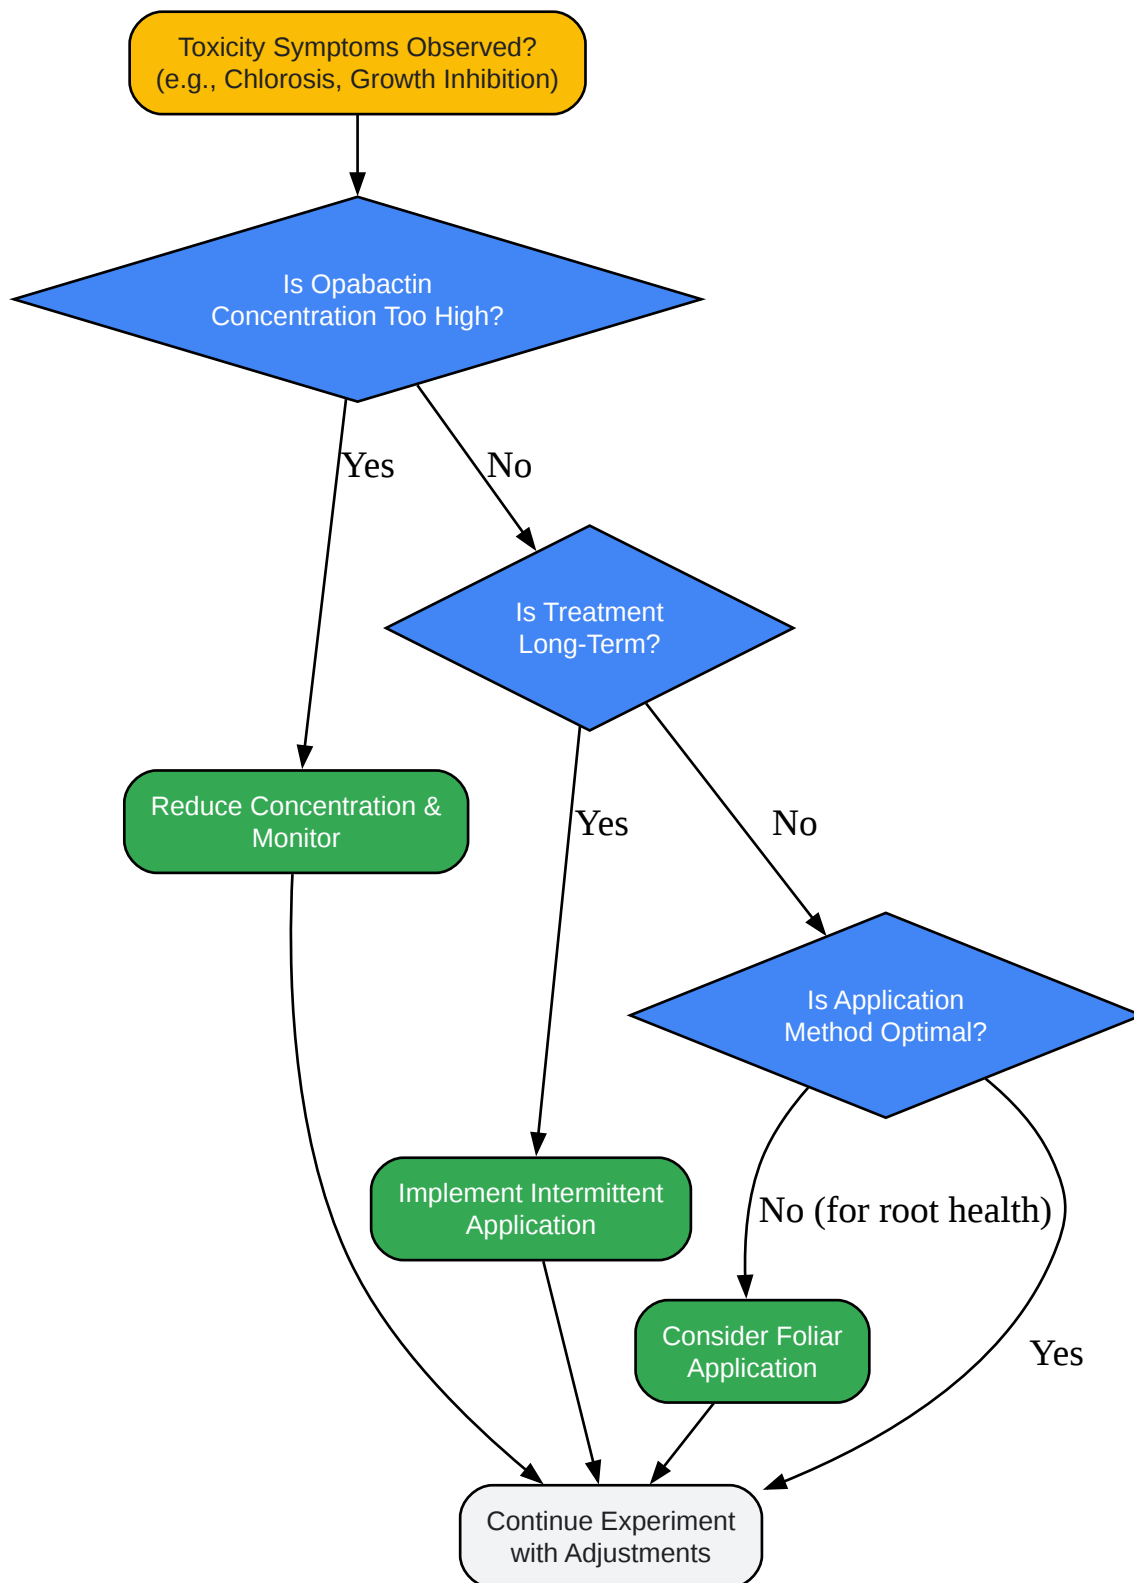 Toxicity Symptoms Observed?
(e.g., Chlorosis, Growth Inhibition)
Is Opabactin
Concentration Too High?
Yes
No
Is Treatment
Long-Term?
Reduce Concentration &
Monitor
Yes
No
Is Application
Method Optimal?
Implement Intermittent
Application
No (for root health)
Consider Foliar
Application
Yes
Continue Experiment
with Adjustments